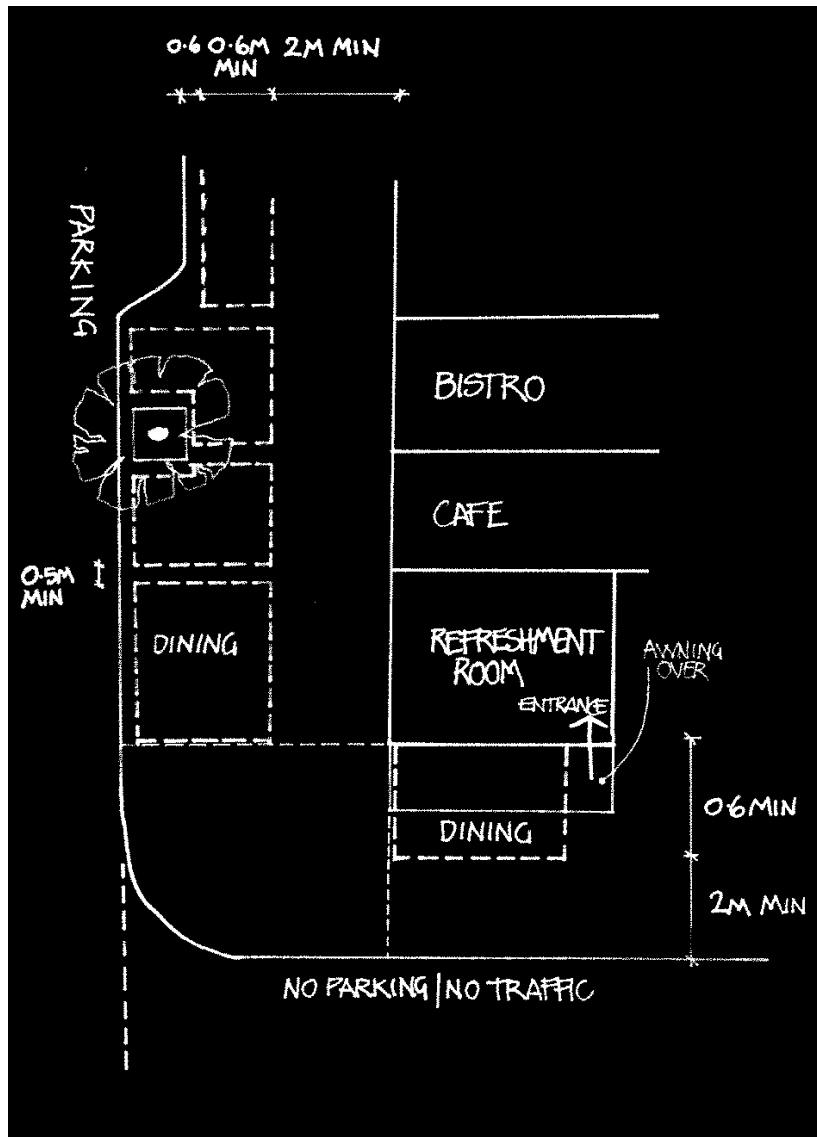 0.6 0.6M 2M MIN
MIN
PARKING
BISTRO
CAFE
0.5M
MIN
DINING
REFRESHMENT
ROOM
ENTRANCE
AWNING
OVER
0.6 MIN
DINING
2M MIN
NO PARKING | NO TRAFFIC